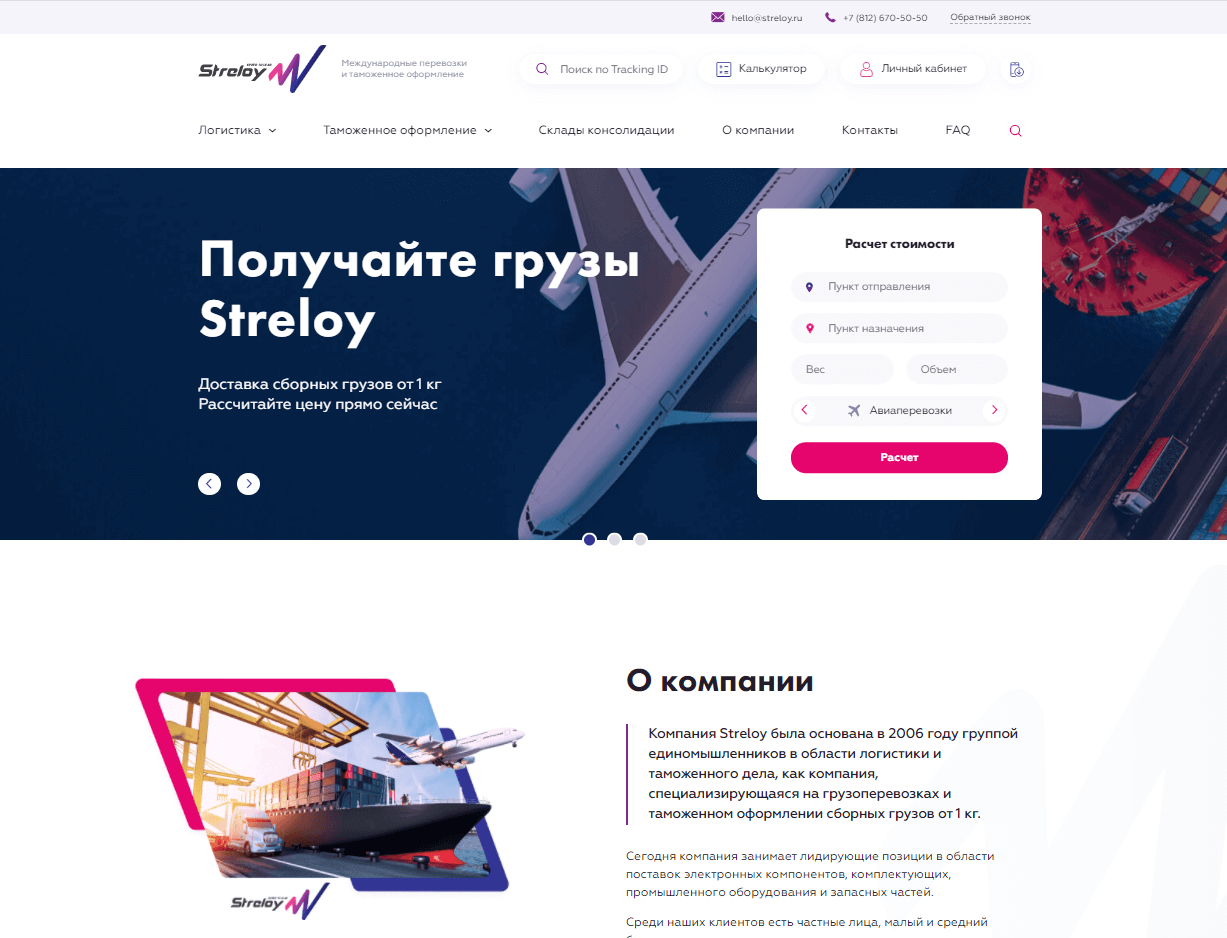 hello@streloy.ru
+7 (812) 670-50-50
Обратный звонок
Streloy
Международные перевозки
и таможенное оформление
Поиск по Tracking ID
Калькулятор
Личный кабинет
Логистика
Таможенное оформление
Склады консолидации
О компании
Контакты
FAQ
Получайте грузы
Streloy
Доставка сборных грузов от 1 кг
Рассчитайте цену прямо сейчас
Расчет стоимости
Пункт отправления
Пункт назначения
Вес
Объем
Авиаперевозки
Расчет
Streloy
О компании
Компания Streloy была основана в 2006 году группой
единомышленников в области логистики и
таможенного дела, как компания,
специализирующаяся на грузоперевозках и
таможенном оформлении сборных грузов от 1 кг.
Сегодня компания занимает лидирующие позиции в области
поставок электронных компонентов, комплектующих,
промышленного оборудования и запасных частей.
Среди наших клиентов есть частные лица, малый и средний